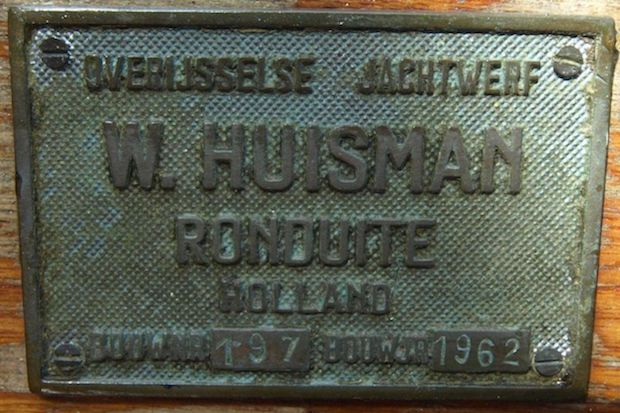 OVERIJSSELSE JACHTWERF
W. HUISMAN
RONDUITE
HOLLAND
BOUWNR 197 BOUWJR 1962